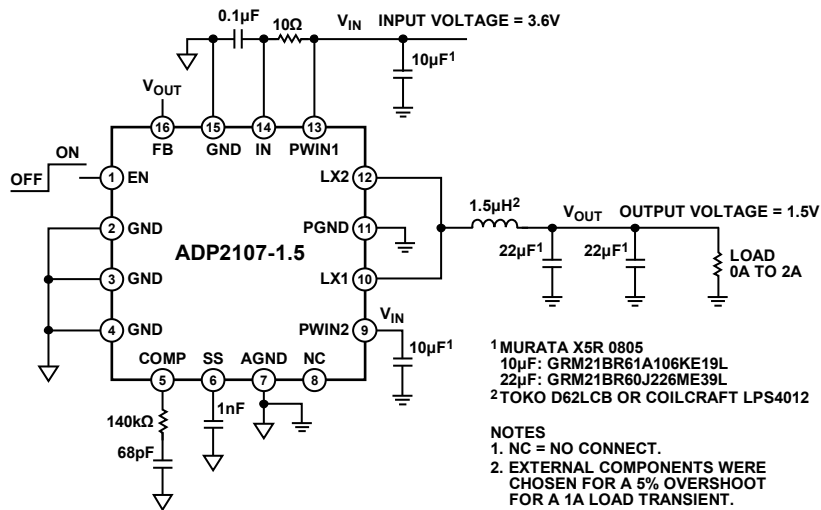 0.1µF
10Ω
VIN
INPUT VOLTAGE = 3.6V
10µF1
VOUT
16
15
14
13
FB
GND
IN
PWIN1
ON
OFF
1
EN
LX2
12
1.5µH2
VOUT
OUTPUT VOLTAGE = 1.5V
2
GND
PGND
11
ADP2107-1.5
22µF1
22µF1
LOAD
0A TO 2A
3
GND
LX1
10
4
GND
PWIN2
9
VIN
10µF1
COMP
SS
AGND
NC
5
6
7
8
140kΩ
1nF
68pF
1 MURATA X5R 0805
10µF: GRM21BR61A106KE19L
22µF: GRM21BR60J226ME39L
2 TOKO D62LCB OR COILCRAFT LPS4012
NOTES
1. NC = NO CONNECT.
2. EXTERNAL COMPONENTS WERE
CHOSEN FOR A 5% OVERSHOOT
FOR A 1A LOAD TRANSIENT.